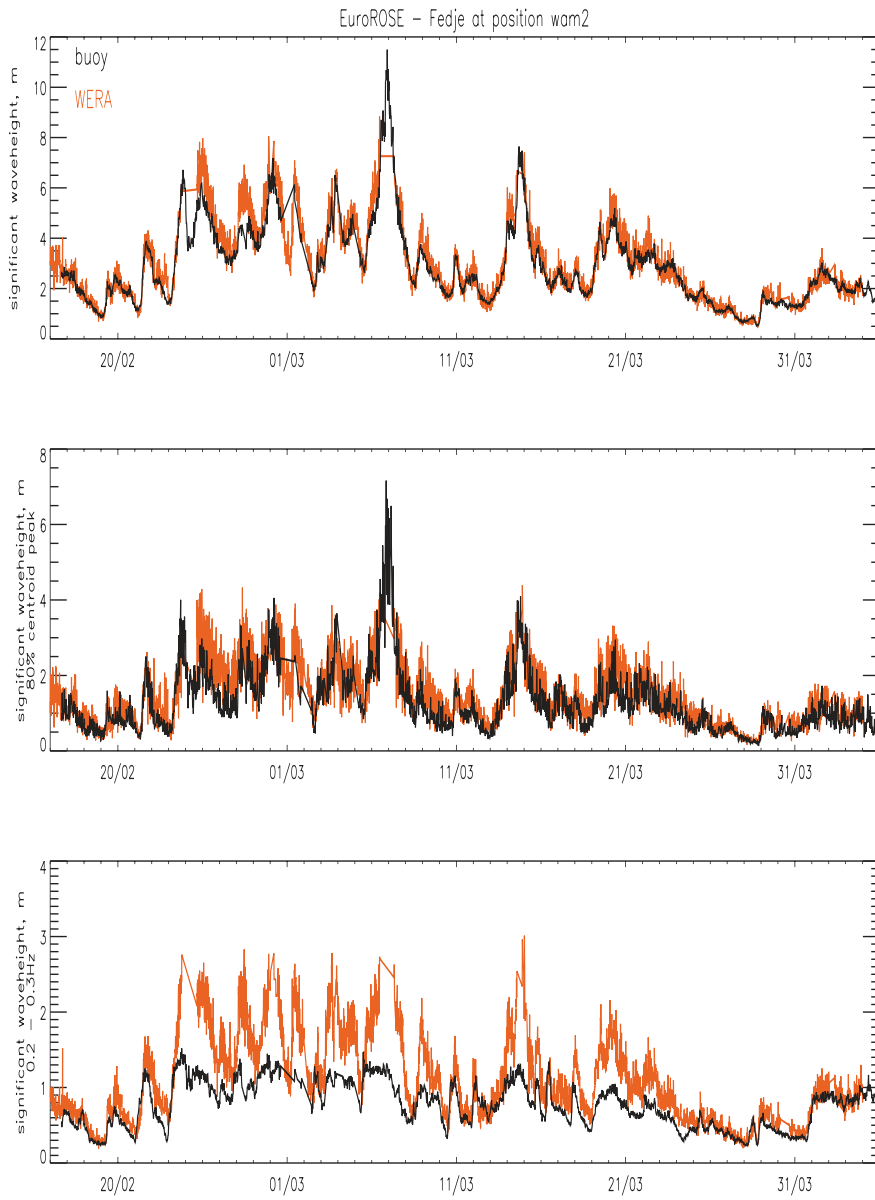 EuroROSE – Fedje at position wam2
significant waveheight, m
12
10
8
6
4
2
0
buoy
WERA
20/02 01/03 11/03 21/03 31/03
significant waveheight, m
80% centroid peak
8
6
4
2
0
20/02 01/03 11/03 21/03 31/03
significant waveheight, m
0.2 – 0.3Hz
4
3
2
1
0
20/02 01/03 11/03 21/03 31/03